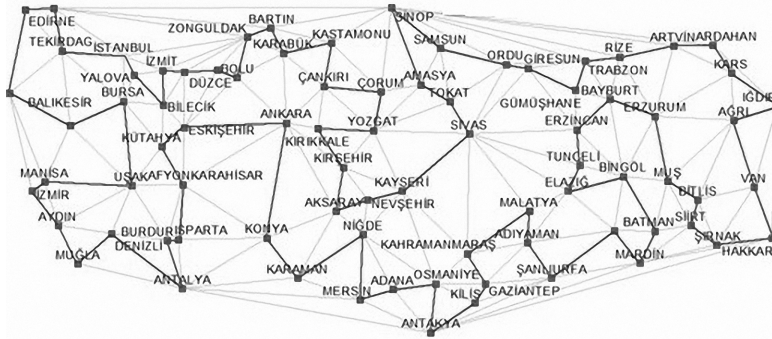 EDİRNE
TEKİRDAG
İSTANBUL
YALOVA
BURSA
BALIKESİR
İZMİT
DÜZCE
BOLU
BİLECİK
ZONGULDAK
BARTIN
KARABÜK
KASTAMONU
SİNOP
SAMSUN
ÇANKIRI
ÇORUM
AMASYA
TOKAT
ORDU
GİRESUN
TRABZON
RİZE
ARTVİN
ARDAHAN
KARS
IĞDIR
AĞRI
GÜMÜŞHANE
BAYBURT
ERZİNCAN
ERZURUM
ESKİŞEHİR
KÜTAHYA
ANKARA
KIRIKKALE
YOZGAT
SİVAS
KIRŞEHİR
KAYSERİ
NEVŞEHİR
AKSARAY
TUNCELİ
ELAZIĞ
BİNGÖL
MUŞ
BİTLİS
VAN
MANİSA
İZMİR
UŞAK
AFYONKARAHİSAR
AYDIN
MUĞLA
DENİZLİ
BURDUR
ISPARTA
ANTALYA
KONYA
KARAMAN
NİĞDE
MERSİN
ADANA
OSMANİYE
KAHRAMANMARAŞ
MALATYA
ADIYAMAN
GAZİANTEP
KİLİS
ANTAKYA
ŞANLIURFA
MARDİN
BATMAN
SİİRT
ŞIRNAK
HAKKAR